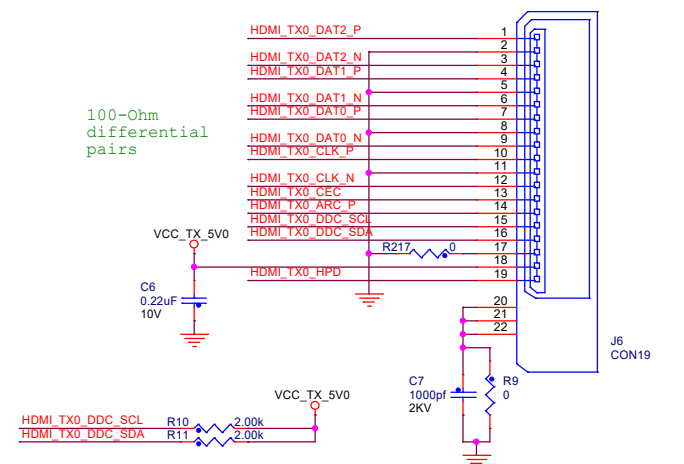 HDMI_TX0_DAT2_P 1
2
HDMI_TX0_DAT2_N 3
HDMI_TX0_DAT1_P 4
5
HDMI_TX0_DAT1_N 6
HDMI_TX0_DAT0_P 7
8
HDMI_TX0_DAT0_N 9
HDMI_TX0_CLK_P 10
11
HDMI_TX0_CLK_N 12
HDMI_TX0_CEC 13
HDMI_TX0_ARC_P 14
HDMI_TX0_DDC_SCL 15
HDMI_TX0_DDC_SDA 16
R217 0 17
18
HDMI_TX0_HPD 19
20
21
22
100-Ohm
differential
pairs
VCC_TX_5V0
C6
0.22uF
10V
J6
CON19
C7
1000pf
2KV
R9
0
VCC_TX_5V0
HDMI_TX0_DDC_SCL R10 2.00k
HDMI_TX0_DDC_SDA R11 2.00k